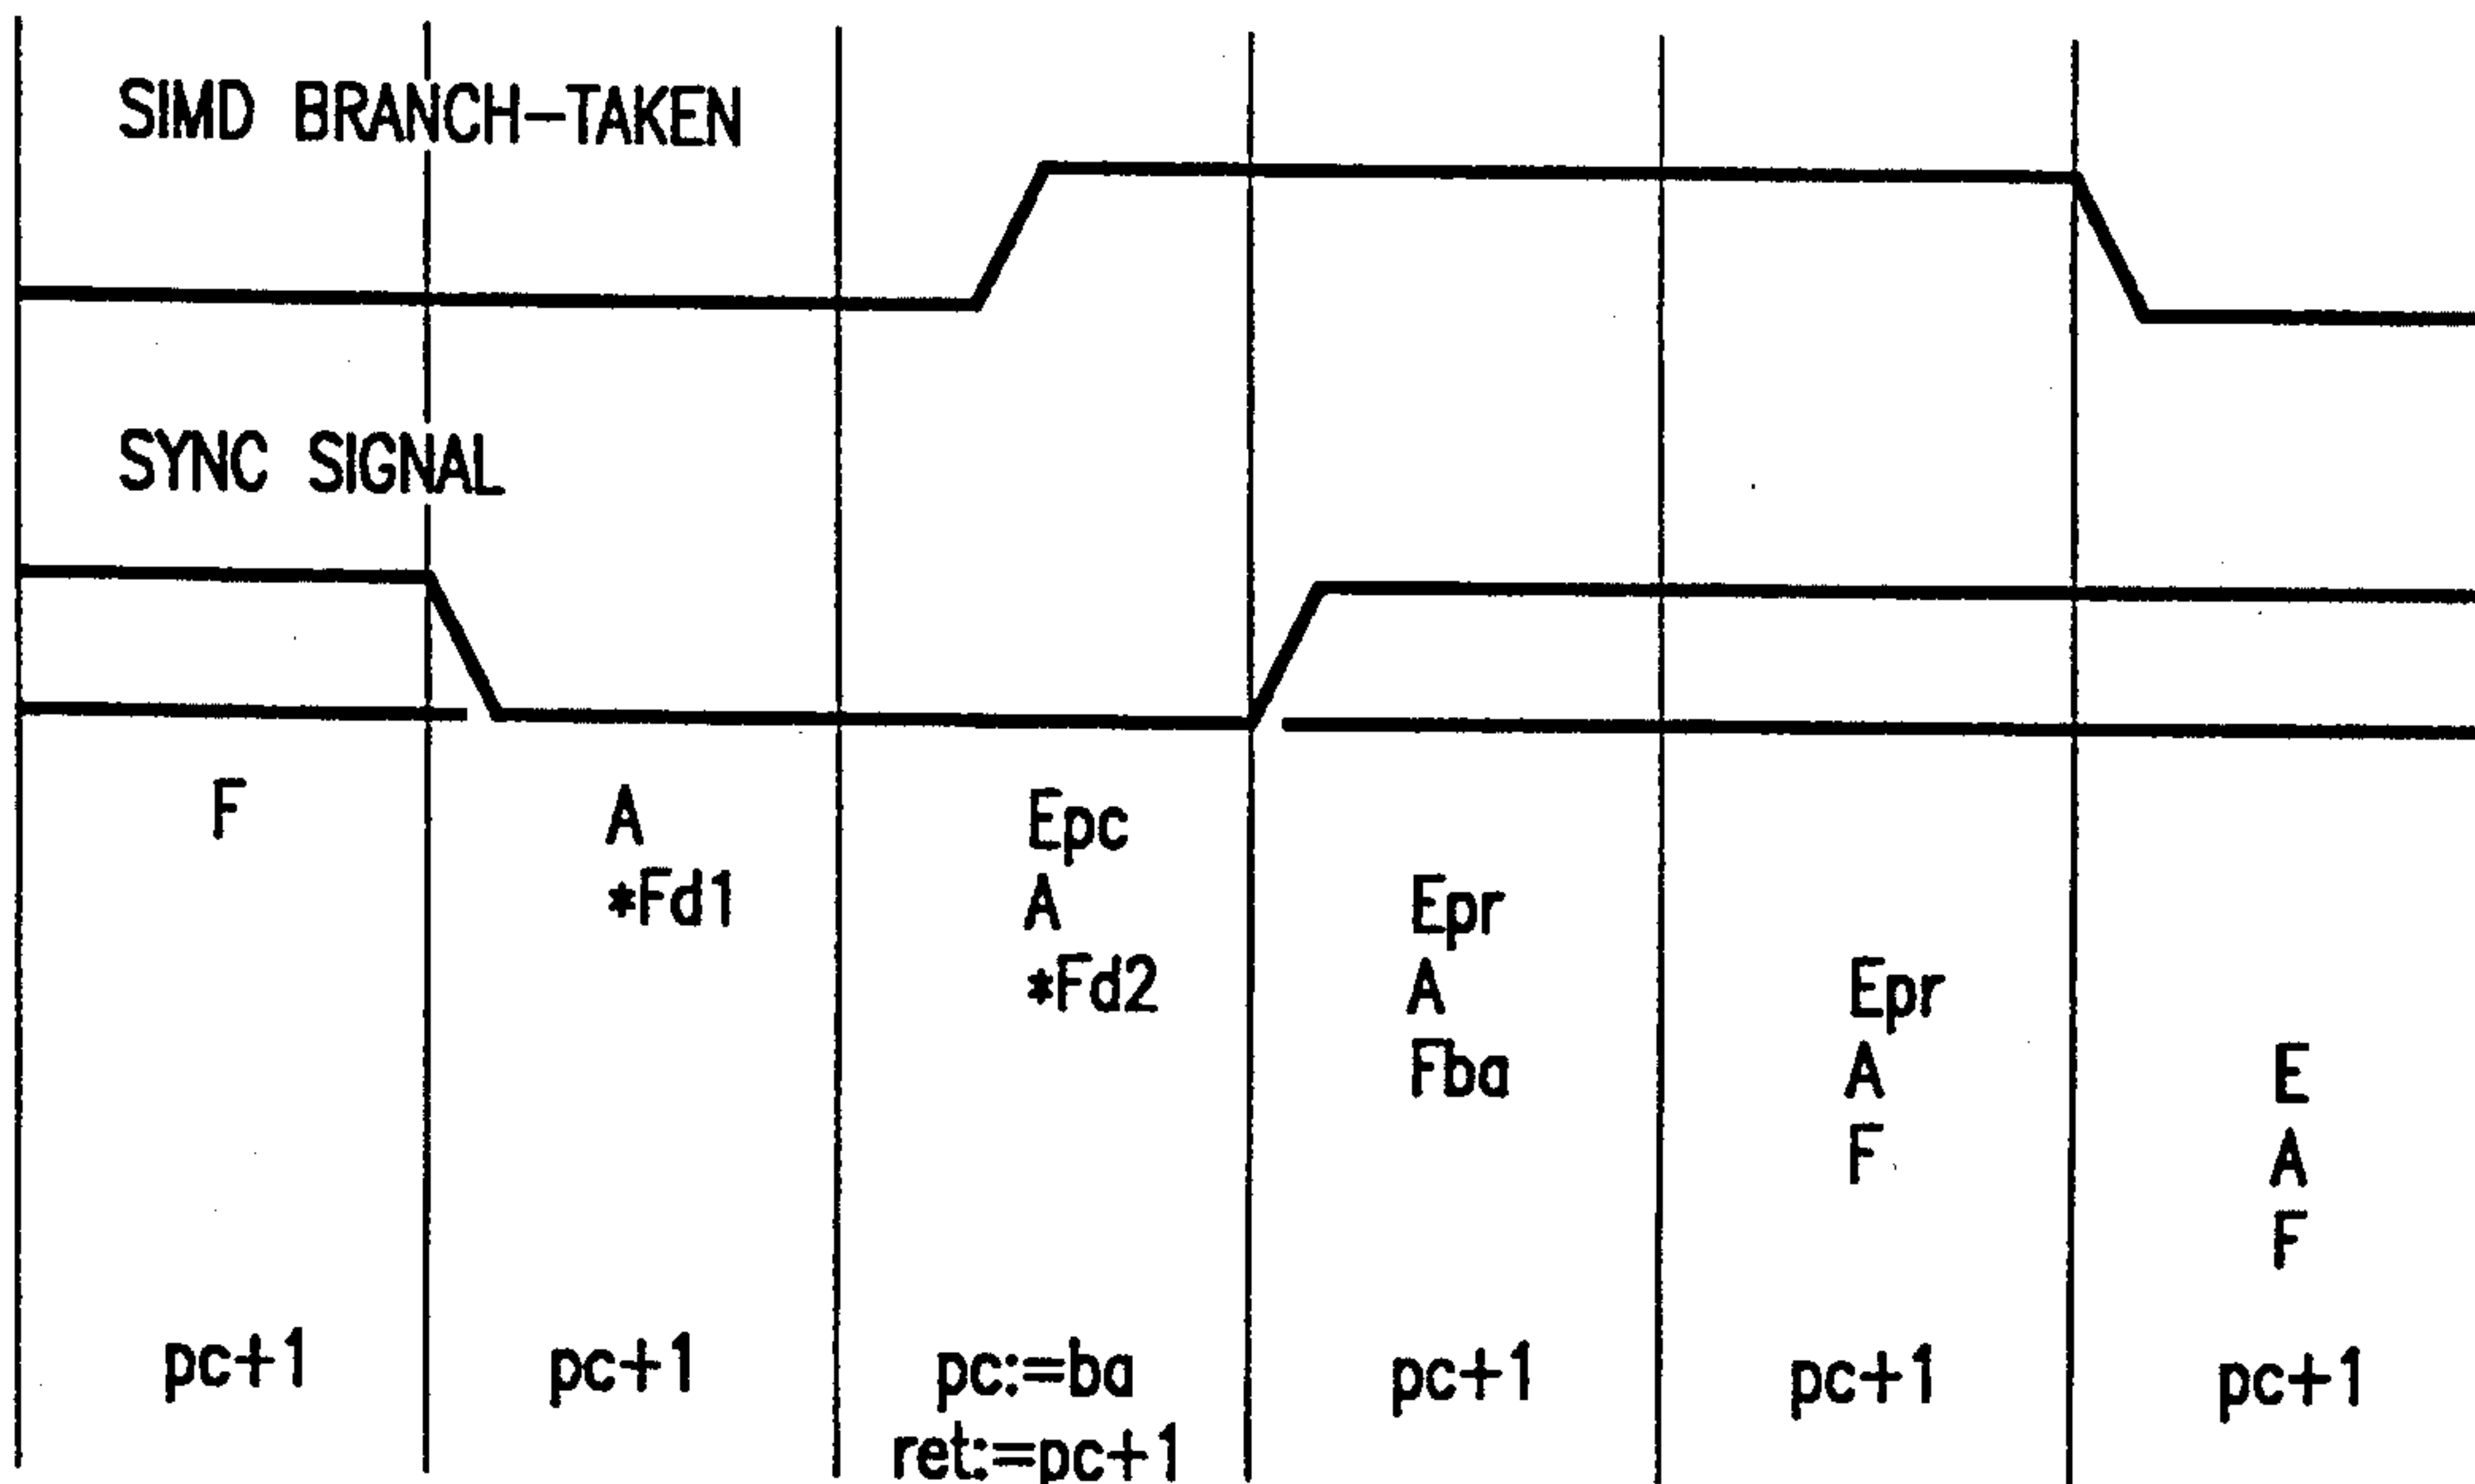 SIMD BRANCH-TAKEN
SYNC SIGNAL
F
A
*Fd1
Epc
A
*Fd2
Epr
A
Fba
Epr
A
F
E
A
F
pc+1
pc+1
pc:=ba
ret:=pc+1
pc+1
pc+1
pc+1